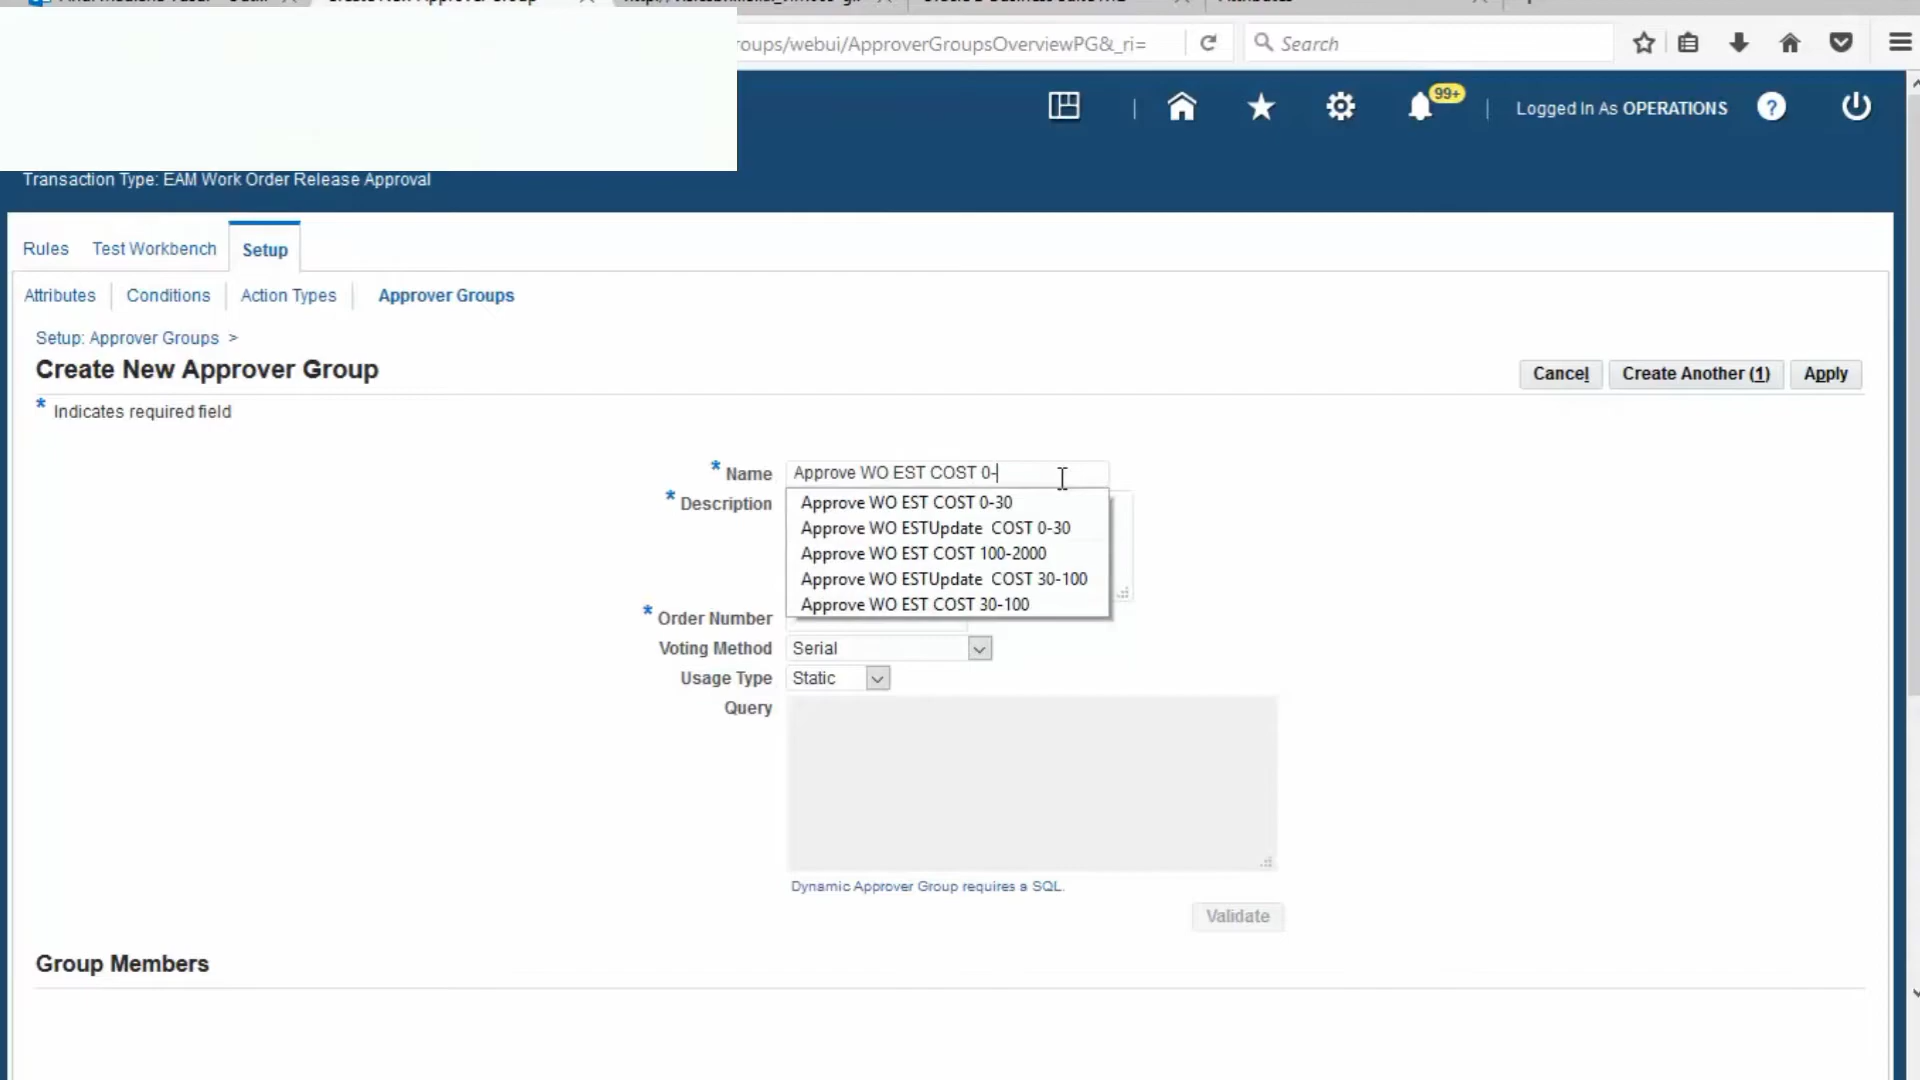 Create New Approver Group
Attributes
oups/webui/ApproverGroupsOverviewPG&_ri=
Search
99+
Logged In As OPERATIONS
?
Transaction Type: EAM Work Order Release Approval
Rules Test Workbench Setup
Attributes Conditions Action Types Approver Groups
Setup: Approver Groups >
Create New Approver Group
Cancel Create Another (1) Apply
* Indicates required field
* Name Approve WO EST COST 0-
* Description
Approve WO EST COST 0-30
Approve WO ESTUpdate COST 0-30
Approve WO EST COST 100-2000
Approve WO ESTUpdate COST 30-100
Approve WO EST COST 30-100
* Order Number
Voting Method Serial
Usage Type Static
Query
Dynamic Approver Group requires a SQL.
Validate
Group Members